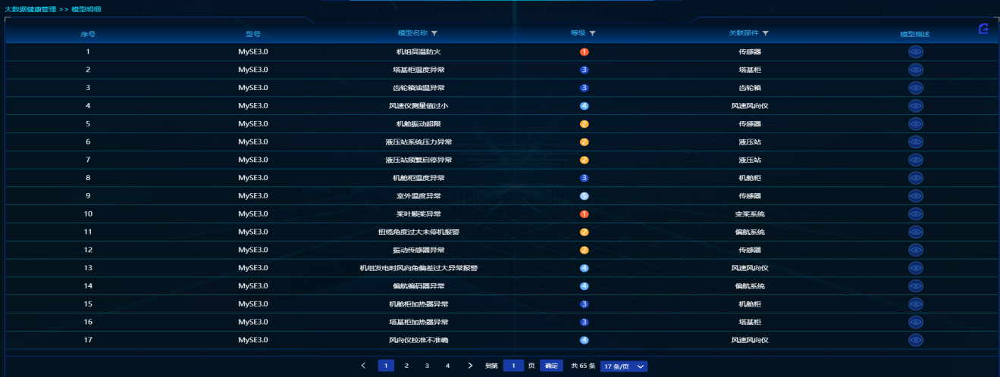 大数据健康管理 >> 模型明细
序号 型号 模型名称 等级 关联部件 模型描述
1 MySE3.0 机组高温防火 1 传感器
2 MySE3.0 塔基柜温度异常 3 塔基柜
3 MySE3.0 齿轮箱油温异常 3 齿轮箱
4 MySE3.0 风速仪测量值过小 4 风速风向仪
5 MySE3.0 机舱振动超限 2 传感器
6 MySE3.0 液压站系统压力异常 2 液压站
7 MySE3.0 液压站频繁启停异常 2 液压站
8 MySE3.0 机舱柜温度异常 3 机舱柜
9 MySE3.0 室外温度异常 5 传感器
10 MySE3.0 桨叶顺桨异常 1 变桨系统
11 MySE3.0 扭缆角度过大未停机报警 2 偏航系统
12 MySE3.0 振动传感器异常 2 传感器
13 MySE3.0 机组发电时风向角偏差过大异常报警 4 风速风向仪
14 MySE3.0 偏航编码器异常 4 偏航系统
15 MySE3.0 机舱柜加热器异常 3 机舱柜
16 MySE3.0 塔基柜加热器异常 3 塔基柜
17 MySE3.0 风向仪校准不准确 4 风速风向仪
< 1 2 3 4 > 到第 1 页 确定 共 65 条 17 条/页